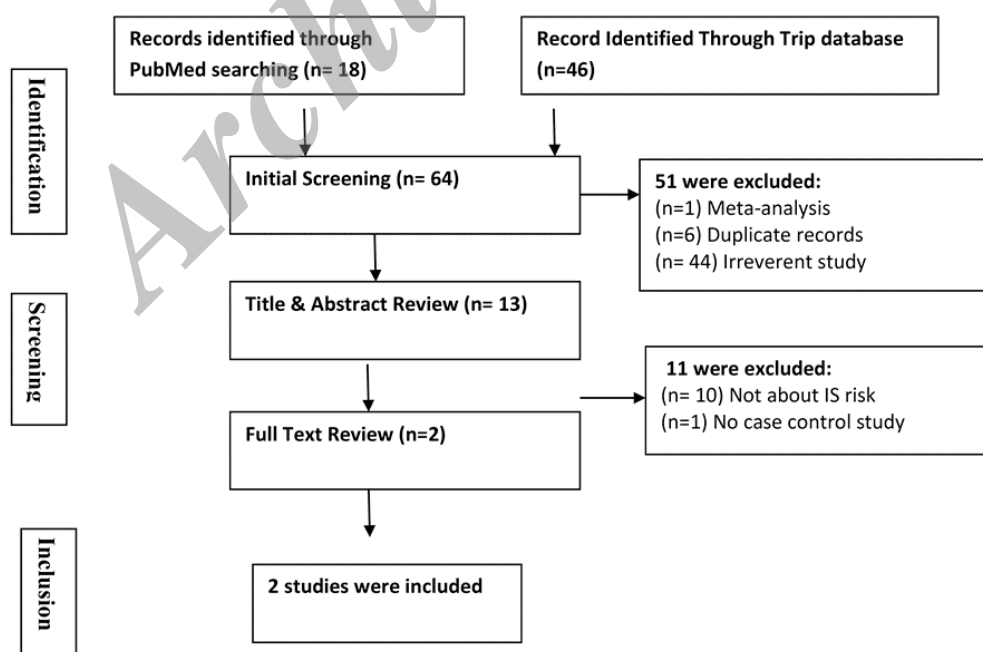 Records identified through
PubMed searching (n= 18)
Record Identified Through Trip database
(n=46)
Identification
Initial Screening (n= 64)
51 were excluded:
(n=1) Meta-analysis
(n=6) Duplicate records
(n= 44) Irreverent study
Screening
Title & Abstract Review (n= 13)
11 were excluded:
(n= 10) Not about IS risk
(n=1) No case control study
Full Text Review (n=2)
Inclusion
2 studies were included